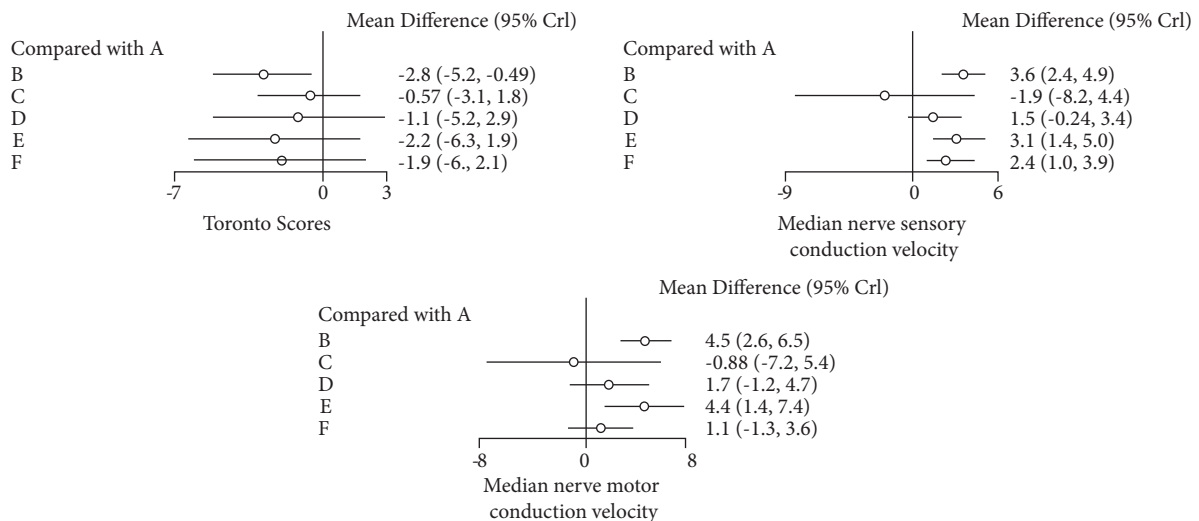 Mean Difference (95% Crl)
Compared with A
B -2.8 (-5.2, -0.49)
C -0.57 (-3.1, 1.8)
D -1.1 (-5.2, 2.9)
E -2.2 (-6.3, 1.9)
F -1.9 (-6., 2.1)
-7 0 3
Toronto Scores
Mean Difference (95% Crl)
Compared with A
B 3.6 (2.4, 4.9)
C -1.9 (-8.2, 4.4)
D 1.5 (-0.24, 3.4)
E 3.1 (1.4, 5.0)
F 2.4 (1.0, 3.9)
-9 0 6
Median nerve sensory
conduction velocity
Mean Difference (95% Crl)
Compared with A
B 4.5 (2.6, 6.5)
C -0.88 (-7.2, 5.4)
D 1.7 (-1.2, 4.7)
E 4.4 (1.4, 7.4)
F 1.1 (-1.3, 3.6)
-8 0 8
Median nerve motor
conduction velocity